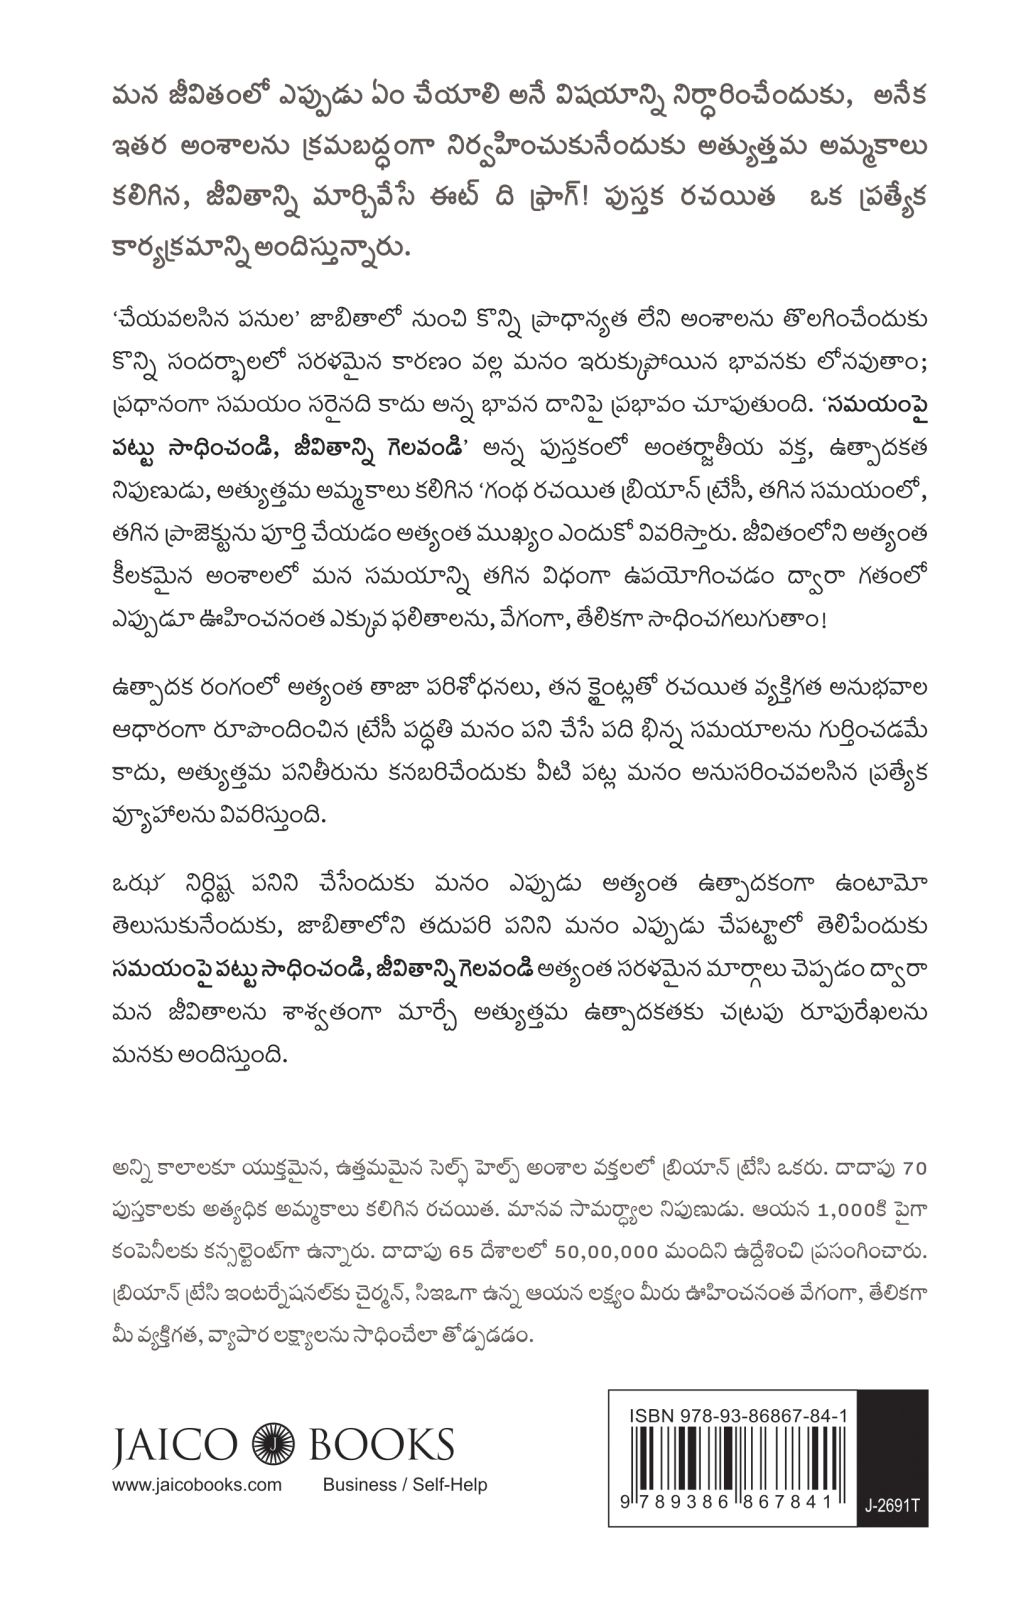 మన జీవితంలో ఎప్పుడు ఏం చేయాలి అనే విషయాన్ని నిర్ధారించేందుకు, అనేక
ఇతర అంశాలను క్రమబద్ధంగా నిర్వహించుకునేందుకు అత్యుత్తమ అమ్మకాలు
కలిగిన, జీవితాన్ని మార్చివేసే ఈట్ ది ఫ్రాగ్! పుస్తక రచయిత ఒక ప్రత్యేక
కార్యక్రమాన్ని అందిస్తున్నారు.
‘చేయవలసిన పనుల’ జాబితాలో నుంచి కొన్ని ప్రాధాన్యత లేని అంశాలను తొలగించేందుకు
కొన్ని సందర్భాలలో సరళమైన కారణం వల్ల మనం ఇరుక్కుపోయిన భావనకు లోనవుతాం;
ప్రధానంగా సమయం సరైనది కాదు అన్న భావన దానిపై ప్రభావం చూపుతుంది. ‘సమయంపై
పట్టు సాధించండి, జీవితాన్ని గెలవండి’ అన్న పుస్తకంలో అంతర్జాతీయ వక్త, ఉత్పాదకత
నిపుణుడు, అత్యుత్తమ అమ్మకాలు కలిగిన ‘గంథ రచయిత బ్రియాన్ ట్రేసీ, తగిన సమయంలో,
తగిన ప్రాజెక్టును పూర్తి చేయడం అత్యంత ముఖ్యం ఎందుకో వివరిస్తారు. జీవితంలోని అత్యంత
కీలకమైన అంశాలలో మన సమయాన్ని తగిన విధంగా ఉపయోగించడం ద్వారా గతంలో
ఎప్పుడూ ఊహించనంత ఎక్కువ ఫలితాలను, వేగంగా, తేలికగా సాధించగలుగుతాం!
ఉత్పాదక రంగంలో అత్యంత తాజా పరిశోధనలు, తన క్లైంట్లతో రచయిత వ్యక్తిగత అనుభవాల
ఆధారంగా రూపొందించిన ట్రేసీ పద్ధతి మనం పని చేసే పది భిన్న సమయాలను గుర్తించడమే
కాదు, అత్యుత్తమ పనితీరును కనబరిచేందుకు వీటి పట్ల మనం అనుసరించవలసిన ప్రత్యేక
వ్యూహాలను వివరిస్తుంది.
ఒఝ నిర్ధిష్ట పనిని చేసేందుకు మనం ఎప్పుడు అత్యంత ఉత్పాదకంగా ఉంటామో
తెలుసుకునేందుకు, జాబితాలోని తదుపరి పనిని మనం ఎప్పుడు చేపట్టాలో తెలిపేందుకు
సమయంపై పట్టు సాధించండి, జీవితాన్ని గెలవండి అత్యంత సరళమైన మార్గాలు చెప్పడం ద్వారా
మన జీవితాలను శాశ్వతంగా మార్చే అత్యుత్తమ ఉత్పాదకతకు చట్రపు రూపురేఖలను
మనకు అందిస్తుంది.
అన్ని కాలాలకూ యుక్తమైన, ఉత్తమమైన సెల్ఫ్ హెల్ప్ అంశాల వక్తలలో బ్రియాన్ ట్రేసి ఒకరు. దాదాపు 70
పుస్తకాలకు అత్యధిక అమ్మకాలు కలిగిన రచయిత. మానవ సామర్ధ్యాల నిపుణుడు. ఆయన 1,000కి పైగా
కంపెనీలకు కన్సల్టెంట్‌గా ఉన్నారు. దాదాపు 65 దేశాలలో 50,00,000 మందిని ఉద్దేశించి ప్రసంగించారు.
బ్రియాన్ ట్రేసి ఇంటర్నేషనల్‌కు చైర్మన్, సిఇఒగా ఉన్న ఆయన లక్ష్యం మీరు ఊహించనంత వేగంగా, తేలికగా
మీ వ్యక్తిగత, వ్యాపార లక్ష్యాలను సాధించేలా తోడ్పడడం.
JAICO J BOOKS
www.jaicobooks.com Business / Self-Help
ISBN 978-93-86867-84-1
9 789386 867841
J-2691T